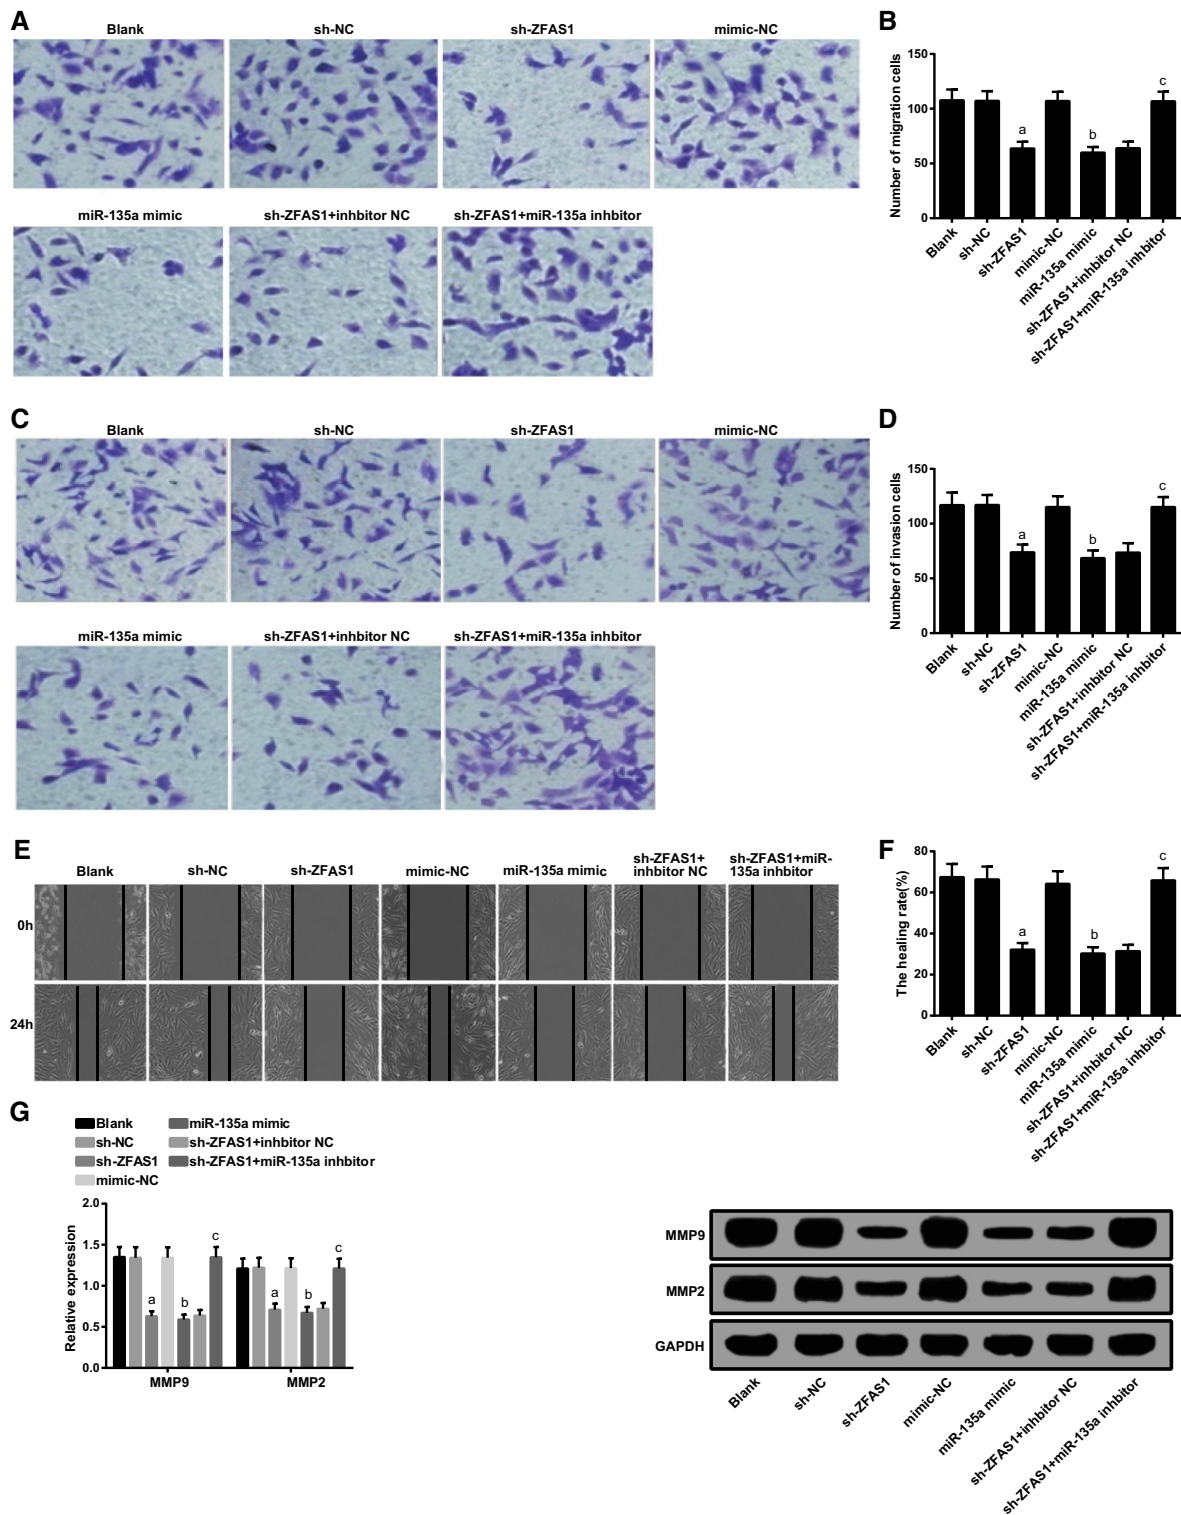 A
Blank sh-NC sh-ZFAS1 mimic-NC
miR-135a mimic sh-ZFAS1+inhbitor NC sh-ZFAS1+miR-135a inhbitor
B
Number of migration cells
150
100
50
0
a b c
Blank
sh-NC
sh-ZFAS1
mimic-NC
miR-135a mimic
sh-ZFAS1+inhbitor NC
sh-ZFAS1+miR-135a inhbitor
C
Blank sh-NC sh-ZFAS1 mimic-NC
miR-135a mimic sh-ZFAS1+inhbitor NC sh-ZFAS1+miR-135a inhbitor
D
Number of invasion cells
150
100
50
0
a b c
Blank
sh-NC
sh-ZFAS1
mimic-NC
miR-135a mimic
sh-ZFAS1+inhbitor NC
sh-ZFAS1+miR-135a inhbitor
E
Blank sh-NC sh-ZFAS1 mimic-NC miR-135a mimic
sh-ZFAS1+
inhbitor NC
sh-ZFAS1+miR-
135a inhbitor
0h
24h
F
The healing rate(%)
80
60
40
20
0
a b c
Blank
sh-NC
sh-ZFAS1
mimic-NC
miR-135a mimic
sh-ZFAS1+inhbitor NC
sh-ZFAS1+miR-135a inhbitor
G
Blank miR-135a mimic
sh-NC sh-ZFAS1+inhbitor NC
sh-ZFAS1 sh-ZFAS1+miR-135a inhbitor
mimic-NC
Relative expression
2.0
1.5
1.0
0.5
0.0
a b c a b c
MMP9 MMP2
MMP9
MMP2
GAPDH
Blank
sh-NC
sh-ZFAS1
mimic-NC
miR-135a mimic
sh-ZFAS1+inhbitor NC
sh-ZFAS1+miR-135a inhbitor